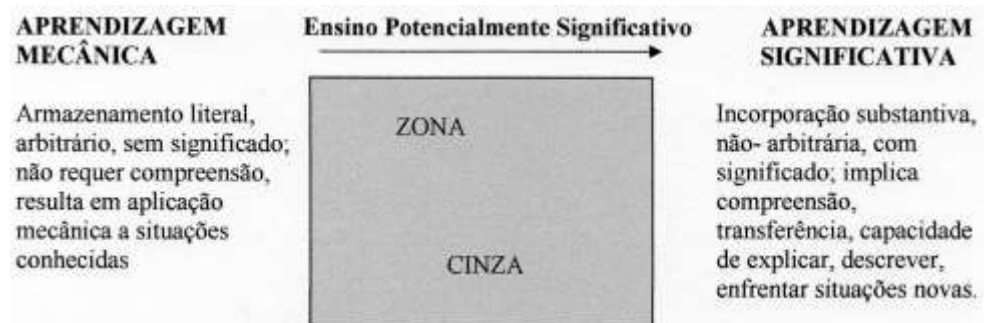 APRENDIZAGEM
MECÂNICA
Armazenamento literal,
arbitrário, sem significado;
não requer compreensão,
resulta em aplicação
mecânica a situações
conhecidas
Ensino Potencialmente Significativo
ZONA
CINZA
APRENDIZAGEM
SIGNIFICATIVA
Incorporação substantiva,
não- arbitrária, com
significado; implica
compreensão,
transferência, capacidade
de explicar, descrever,
enfrentar situações novas.